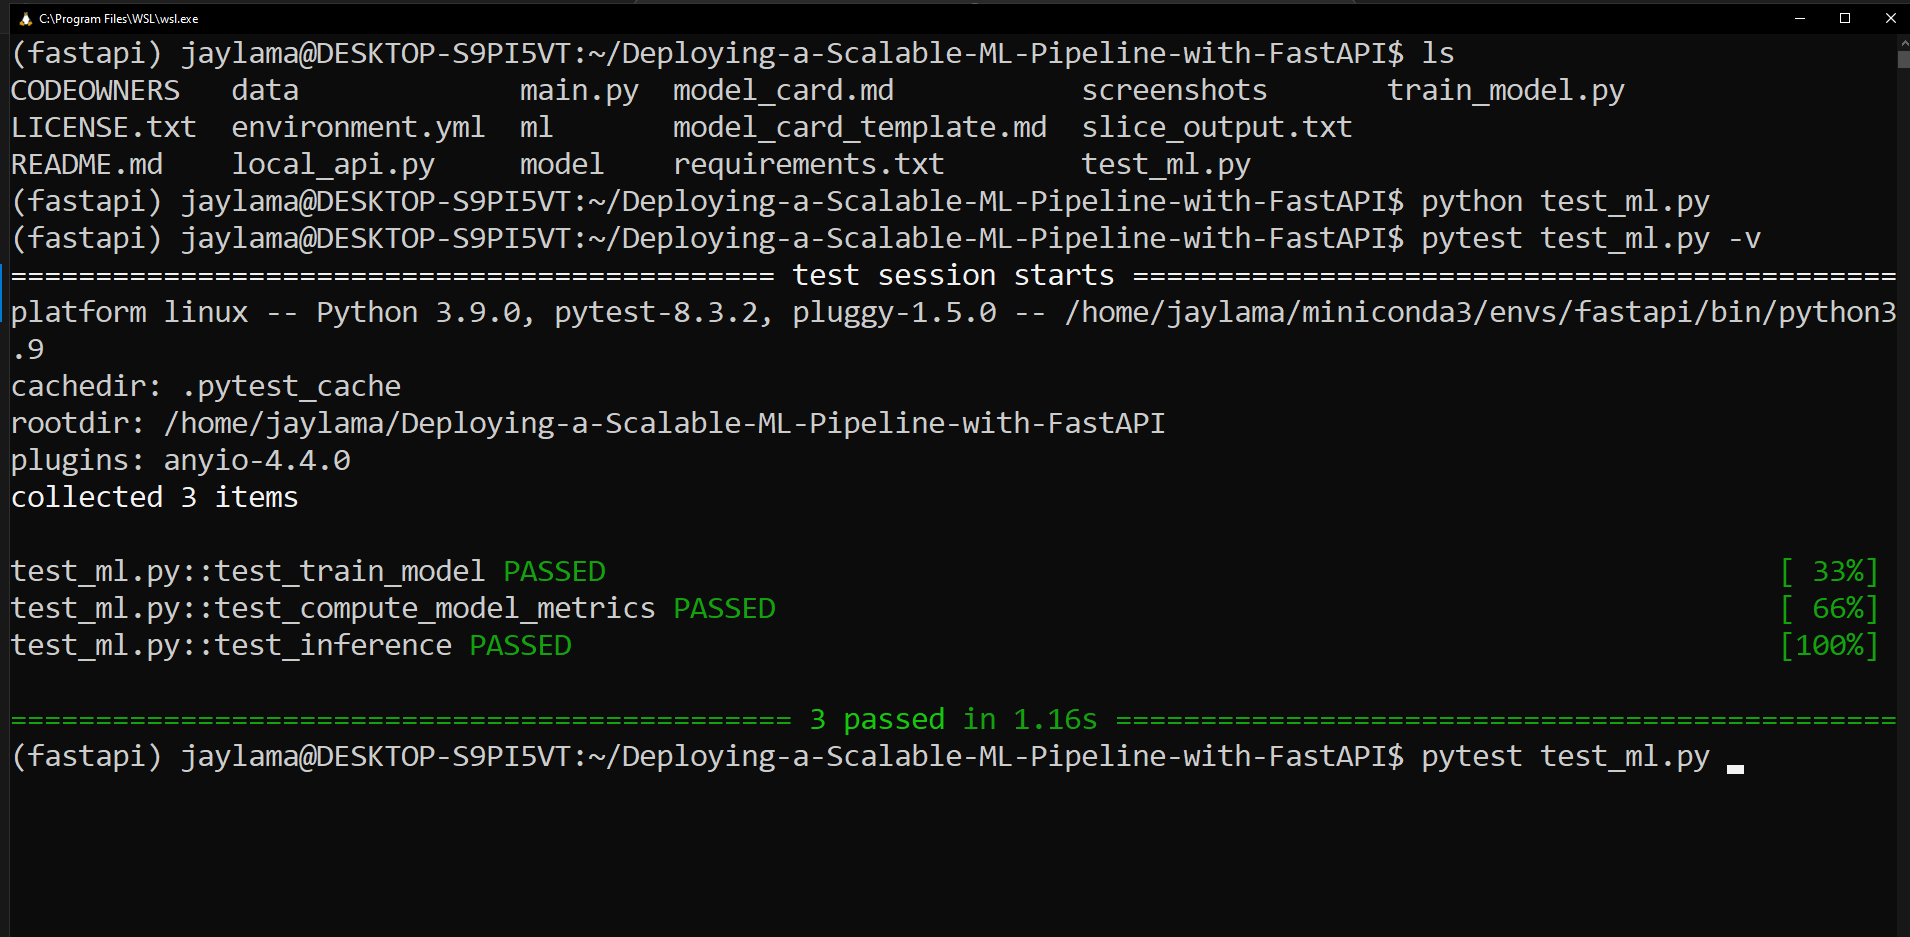 C:\Program Files\WSL\wsl.exe
(fastapi) jaylama@DESKTOP-S9PI5VT:~/Deploying-a-Scalable-ML-Pipeline-with-FastAPI$ ls
CODEOWNERS   data             main.py  model_card.md           screenshots       train_model.py
LICENSE.txt  environment.yml  ml       model_card_template.md  slice_output.txt
README.md    local_api.py     model    requirements.txt        test_ml.py
(fastapi) jaylama@DESKTOP-S9PI5VT:~/Deploying-a-Scalable-ML-Pipeline-with-FastAPI$ python test_ml.py
(fastapi) jaylama@DESKTOP-S9PI5VT:~/Deploying-a-Scalable-ML-Pipeline-with-FastAPI$ pytest test_ml.py -v
============================================= test session starts =============================================
platform linux -- Python 3.9.0, pytest-8.3.2, pluggy-1.5.0 -- /home/jaylama/miniconda3/envs/fastapi/bin/python3
.9
cachedir: .pytest_cache
rootdir: /home/jaylama/Deploying-a-Scalable-ML-Pipeline-with-FastAPI
plugins: anyio-4.4.0
collected 3 items
test_ml.py::test_train_model PASSED [ 33%]
test_ml.py::test_compute_model_metrics PASSED [ 66%]
test_ml.py::test_inference PASSED [100%]
============================================== 3 passed in 1.16s ==============================================
(fastapi) jaylama@DESKTOP-S9PI5VT:~/Deploying-a-Scalable-ML-Pipeline-with-FastAPI$ pytest test_ml.py